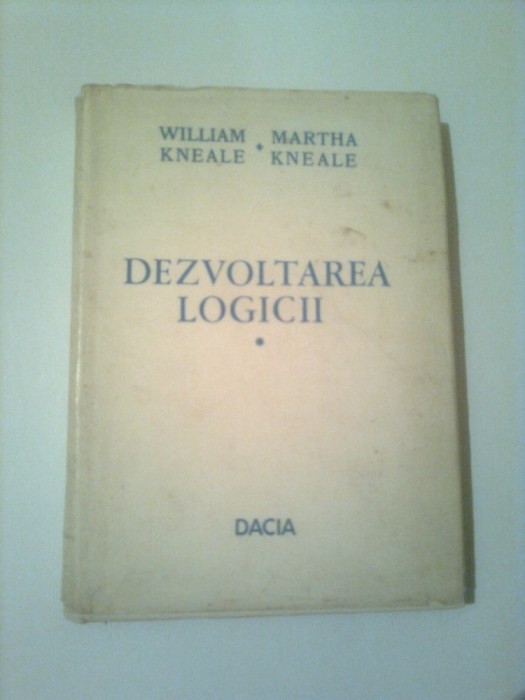 WILLIAM MARTHA
KNEALE KNEALE
DEZVOLTAREA
LOGICII
DACIA